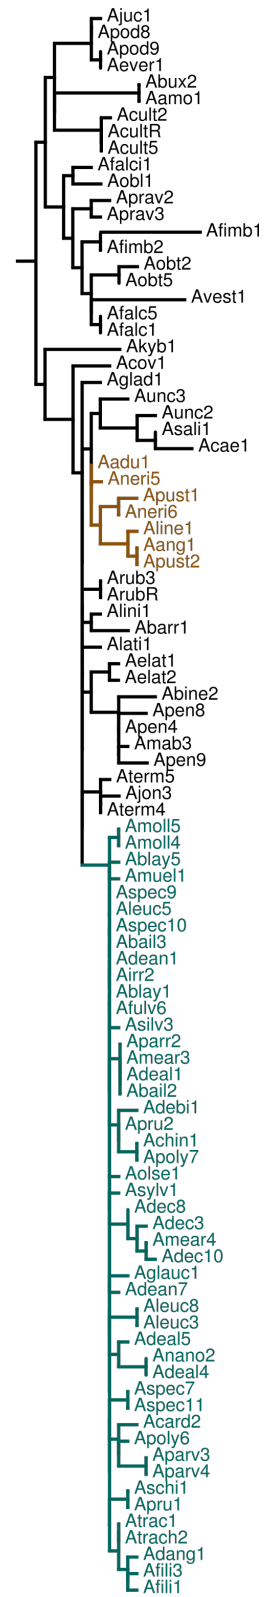 Ajuc1
Apod8
Apod9
Aever1
Abux2
Aamo1
Acult2
AcultR
Acult5
Afalci1
Aobl1
Aprav2
Aprav3
Afimb1
Afimb2
Aobt2
Aobt5
Avest1
Afalc5
Afalc1
Akyb1
Acov1
Aglad1
Aunc3
Aunc2
Asali1
Acae1
Aadu1
Aneri5
Apust1
Aneri6
Aline1
Aang1
Apust2
Arub3
ArubR
Alini1
Abarr1
Alati1
Aelat1
Aelat2
Abine2
Apen8
Apen4
Amab3
Apen9
Aterm5
Ajon3
Aterm4
Amoll5
Amoll4
Ablay5
Amuel1
Aspec9
Aleuc5
Aspec10
Abail3
Adean1
Airr2
Ablay1
Afulv6
Asilv3
Aparr2
Amear3
Adeal1
Abail2
Adebi1
Apru2
Achin1
Apoly7
Aolse1
Asylv1
Adec8
Adec3
Amear4
Adec10
Aglauc1
Adean7
Aleuc8
Aleuc3
Adeal5
Anano2
Adeal4
Aspec7
Aspec11
Acard2
Apoly6
Aparv3
Aparv4
Aschi1
Apru1
Atrac1
Atrach2
Adang1
Afili3
Afili1